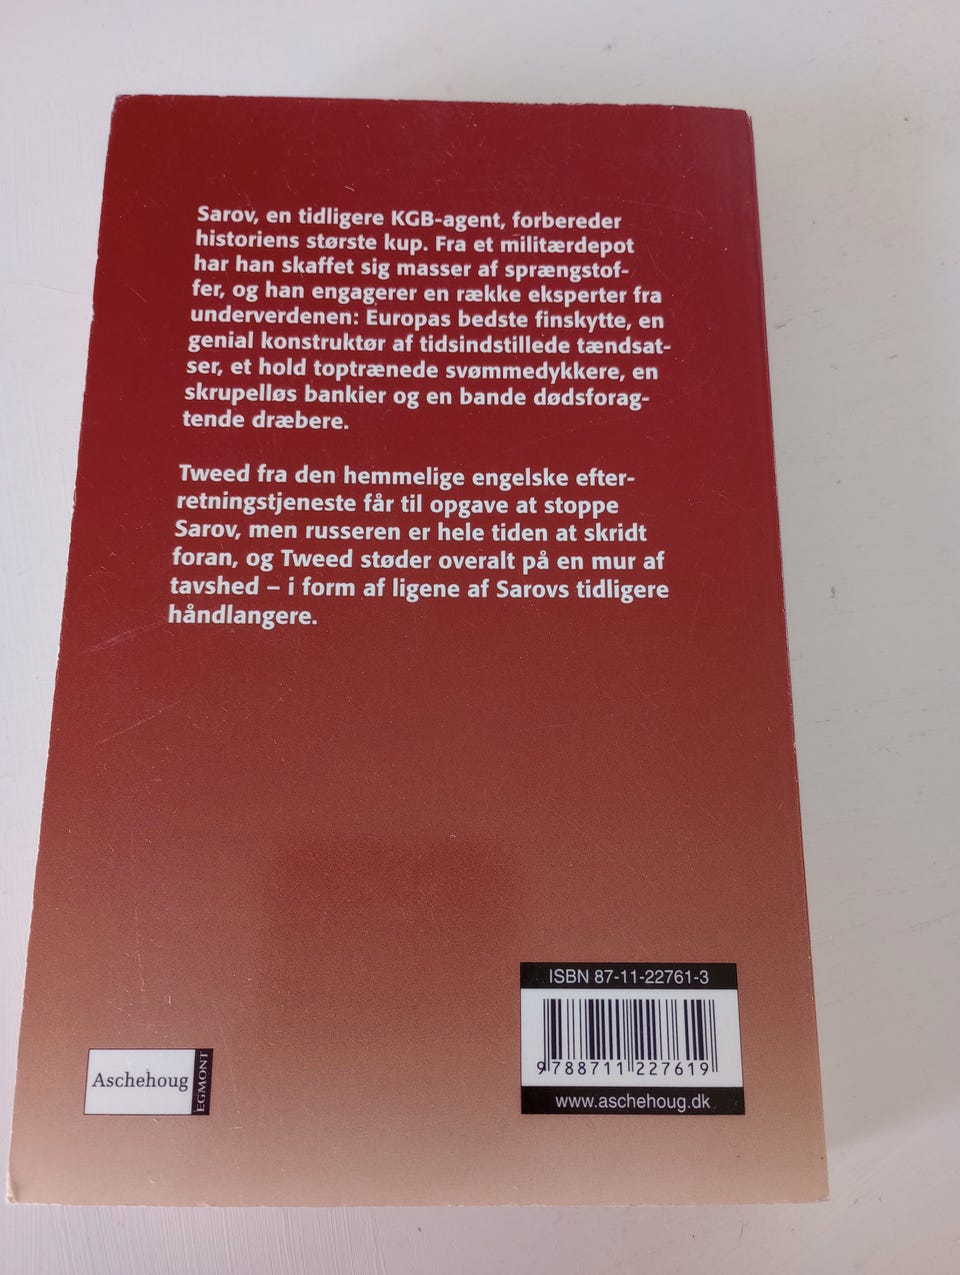 Sarov, en tidligere KGB-agent, forbereder
historiens største kup. Fra et militærdepot
har han skaffet sig masser af sprængstof-
fer, og han engagerer en række eksperter fra
underverdenen: Europas bedste finskytte, en
genial konstruktør af tidsindstillede tændsat-
ser, et hold toptrænede svømmedykkere, en
skrupelløs bankier og en bande dødsforag-
tende dræbere.
Tweed fra den hemmelige engelske efter-
retningstjeneste får til opgave at stoppe
Sarov, men russeren er hele tiden at skridt
foran, og Tweed støder overalt på en mur af
tavshed – i form af ligene af Sarovs tidligere
håndlangere.
ISBN 87-11-22761-3
9 788711 227619
www.aschehoug.dk
Aschehoug
EGMONT